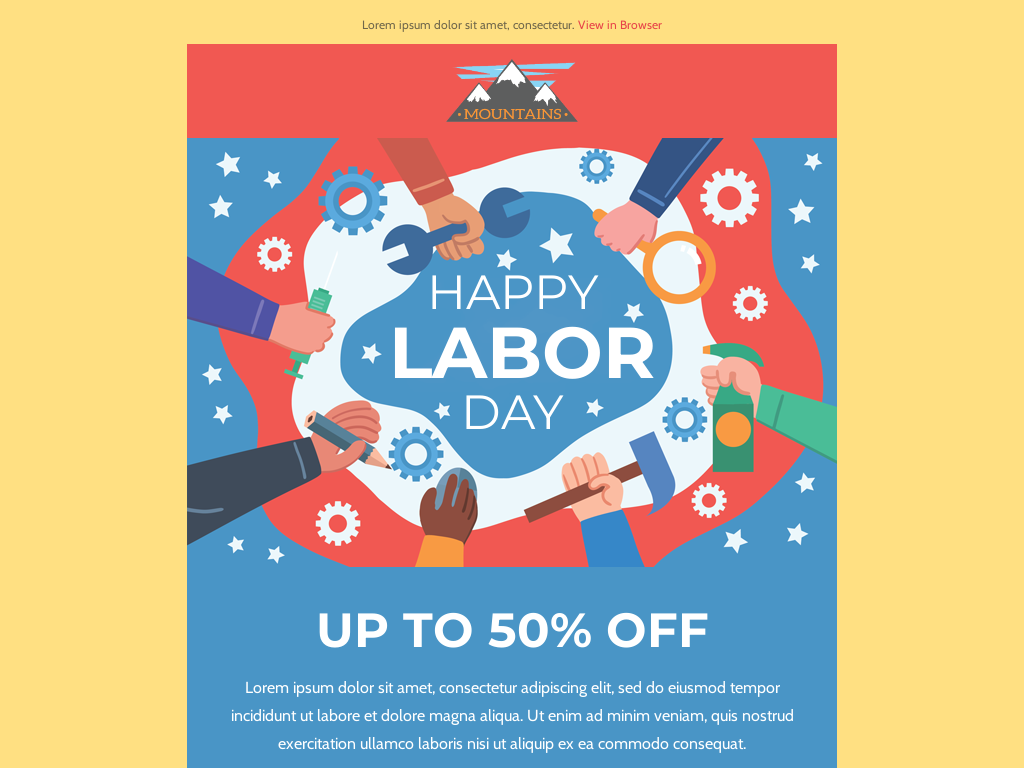 Lorem ipsum dolor sit amet, consectetur. View in Browser
MOUNTAINS
HAPPY
LABOR
DAY
UP TO 50% OFF
Lorem ipsum dolor sit amet, consectetur adipiscing elit, sed do eiusmod tempor
incididunt ut labore et dolore magna aliqua. Ut enim ad minim veniam, quis nostrud
exercitation ullamco laboris nisi ut aliquip ex ea commodo consequat.